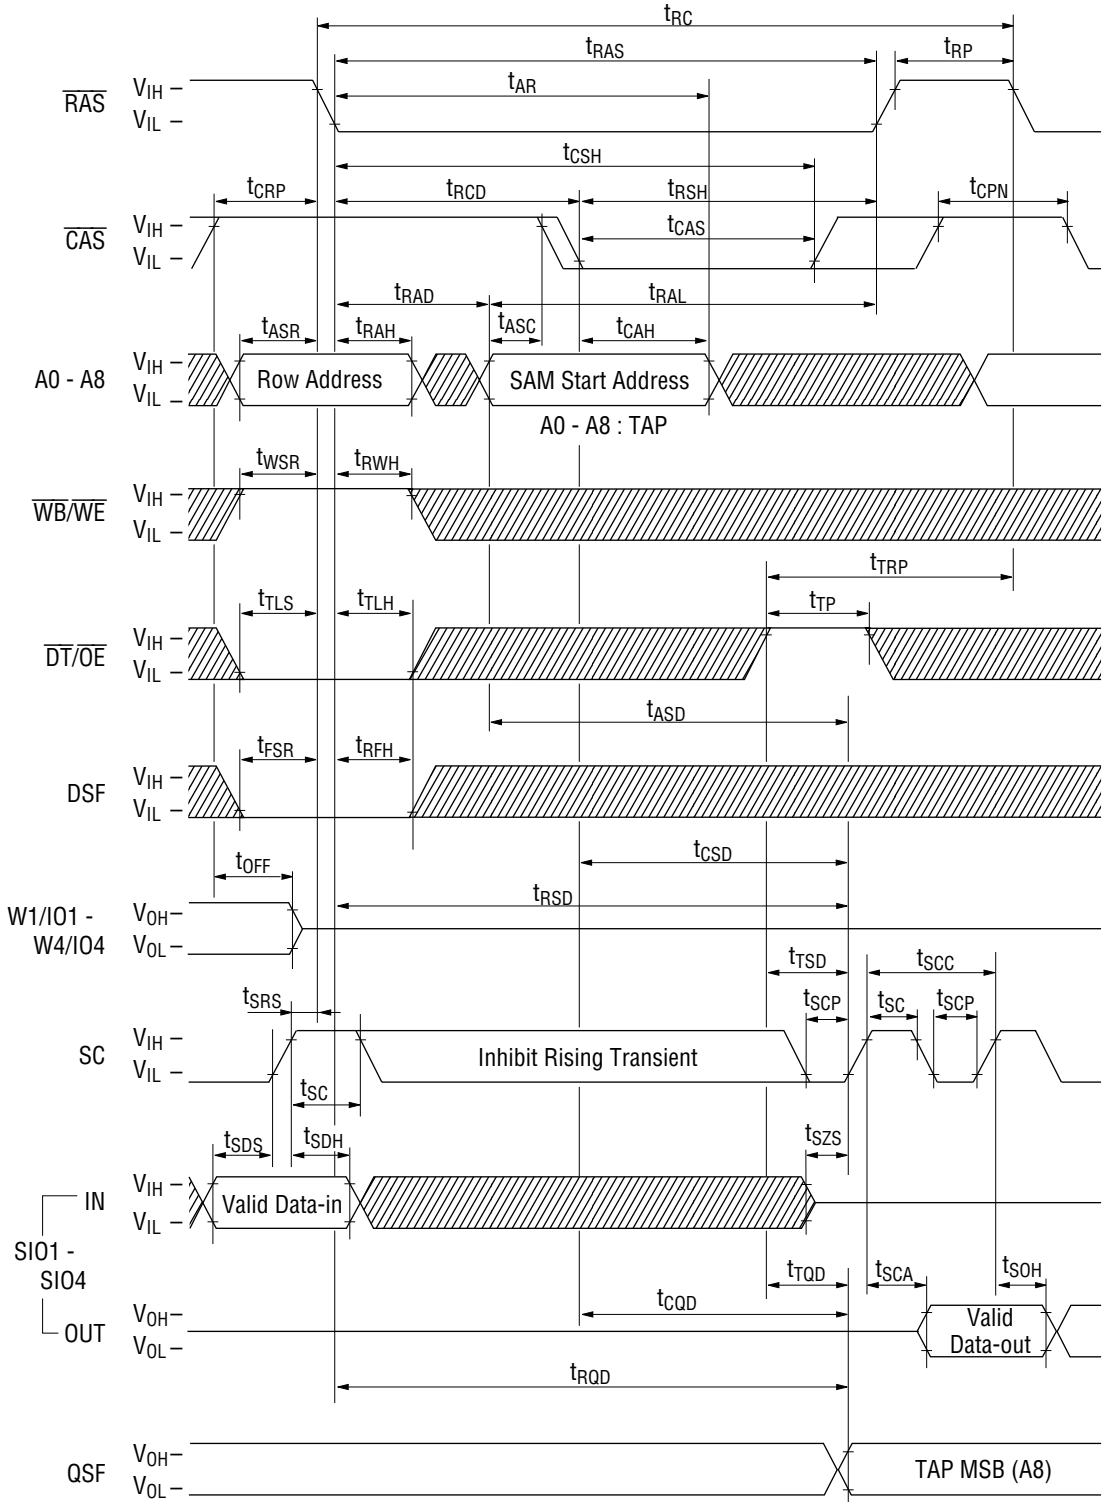 tRC
tRAS
tRP
tAR
RAS
VIH
VIL
tCSH
tCRP
tRCD
tRSH
tCPN
tCAS
CAS
VIH
VIL
tRAD
tRAL
tASR
tRAH
tASC
tCAH
A0 - A8
VIH
VIL
Row Address
SAM Start Address
A0 - A8 : TAP
tWSR
tRWH
WB/WE
VIH
VIL
tTRP
tTLS
tTLH
tTP
DT/OE
VIH
VIL
tASD
tFSR
tRFH
DSF
VIH
VIL
tOFF
tCSD
tRSD
W1/IO1 -
W4/IO4
VOH
VOL
tTSD
tSCC
tSRS
tSCP
tSC
tSCP
SC
VIH
VIL
Inhibit Rising Transient
tSC
tSDS
tSDH
tSZS
IN
VIH
VIL
Valid Data-in
SIO1 -
SIO4
tTQD
tSCA
tSOH
tCQD
OUT
VOH
VOL
Valid
Data-out
tRQD
QSF
VOH
VOL
TAP MSB (A8)